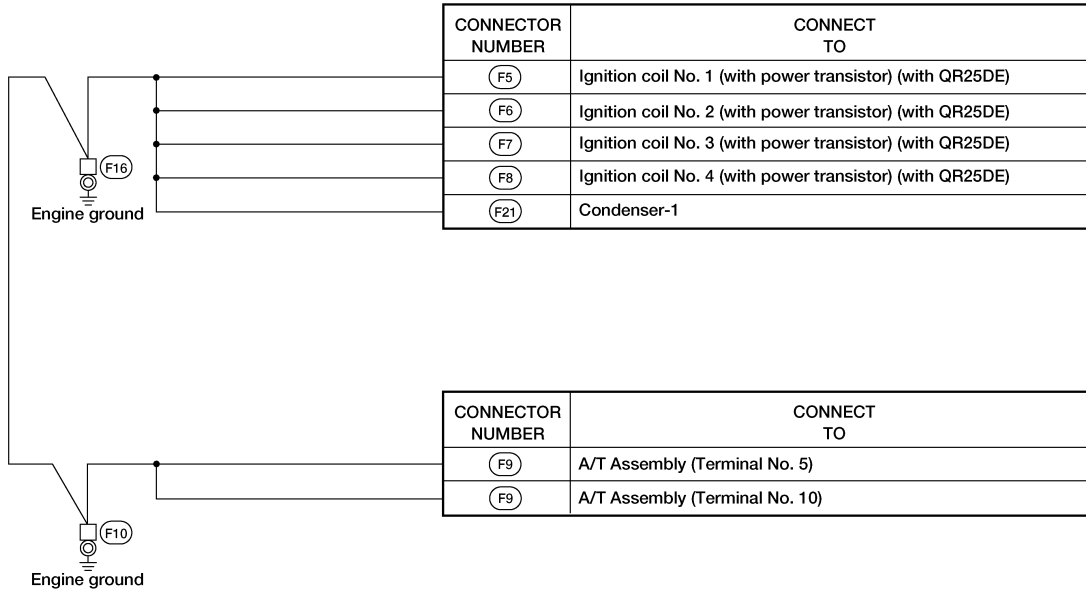 CONNECTOR NUMBER CONNECT TO
F5 Ignition coil No. 1 (with power transistor) (with QR25DE)
F6 Ignition coil No. 2 (with power transistor) (with QR25DE)
F7 Ignition coil No. 3 (with power transistor) (with QR25DE)
F8 Ignition coil No. 4 (with power transistor) (with QR25DE)
F21 Condenser-1
F16
Engine ground
CONNECTOR NUMBER CONNECT TO
F9 A/T Assembly (Terminal No. 5)
F9 A/T Assembly (Terminal No. 10)
F10
Engine ground